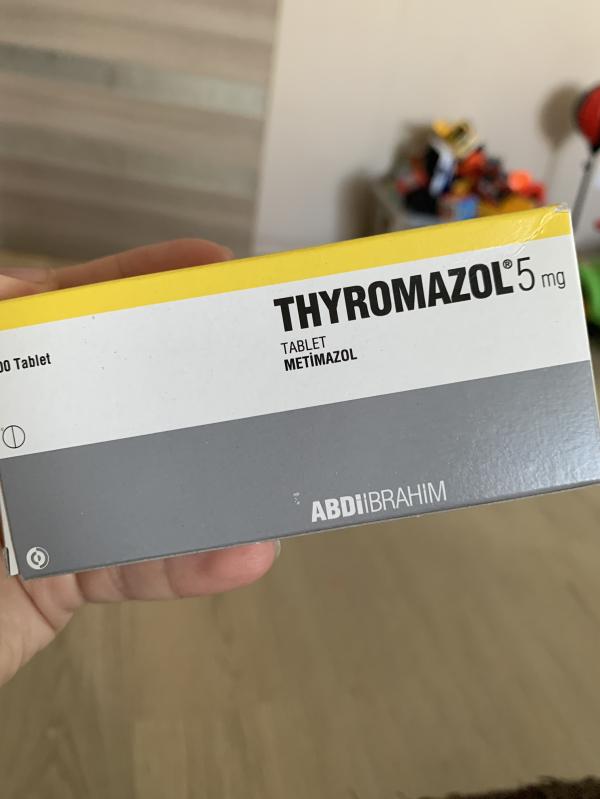 THYROMAZOL® 5 mg
TABLET
METİMAZOL
00 Tablet
ABDİİBRAHİM